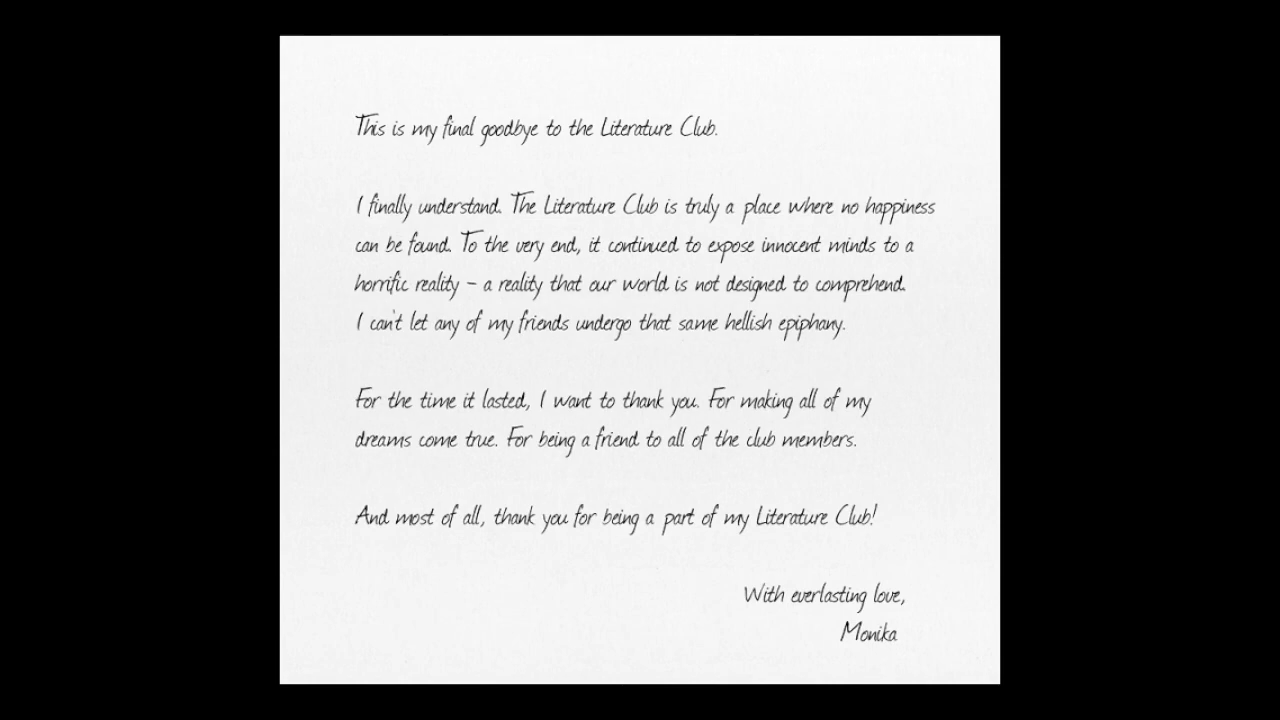 This is my final goodbye to the Literature Club.
I finally understand. The Literature Club is truly a place where no happiness
can be found. To the very end, it continued to expose innocent minds to a
horrific reality - a reality that our world is not designed to comprehend.
I can't let any of my friends undergo that same hellish epiphany.
For the time it lasted, I want to thank you. For making all of my
dreams come true. For being a friend to all of the club members.
And most of all, thank you for being a part of my Literature Club!
With everlasting love,
Monika